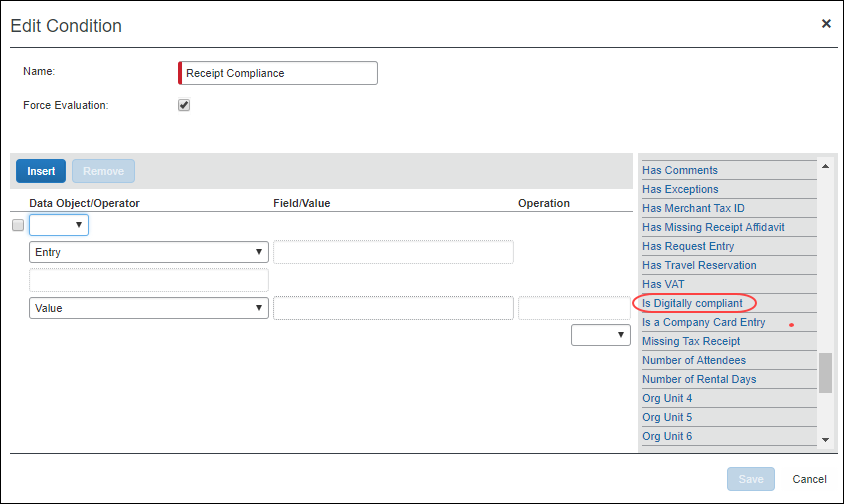 Edit Condition
×
Name:
Receipt Compliance
Force Evaluation:
Insert
Remove
Data Object/Operator
Field/Value
Operation
Entry
Value
Has Comments
Has Exceptions
Has Merchant Tax ID
Has Missing Receipt Affidavit
Has Request Entry
Has Travel Reservation
Has VAT
Is Digitally compliant
Is a Company Card Entry
Missing Tax Receipt
Number of Attendees
Number of Rental Days
Org Unit 4
Org Unit 5
Org Unit 6
Save
Cancel